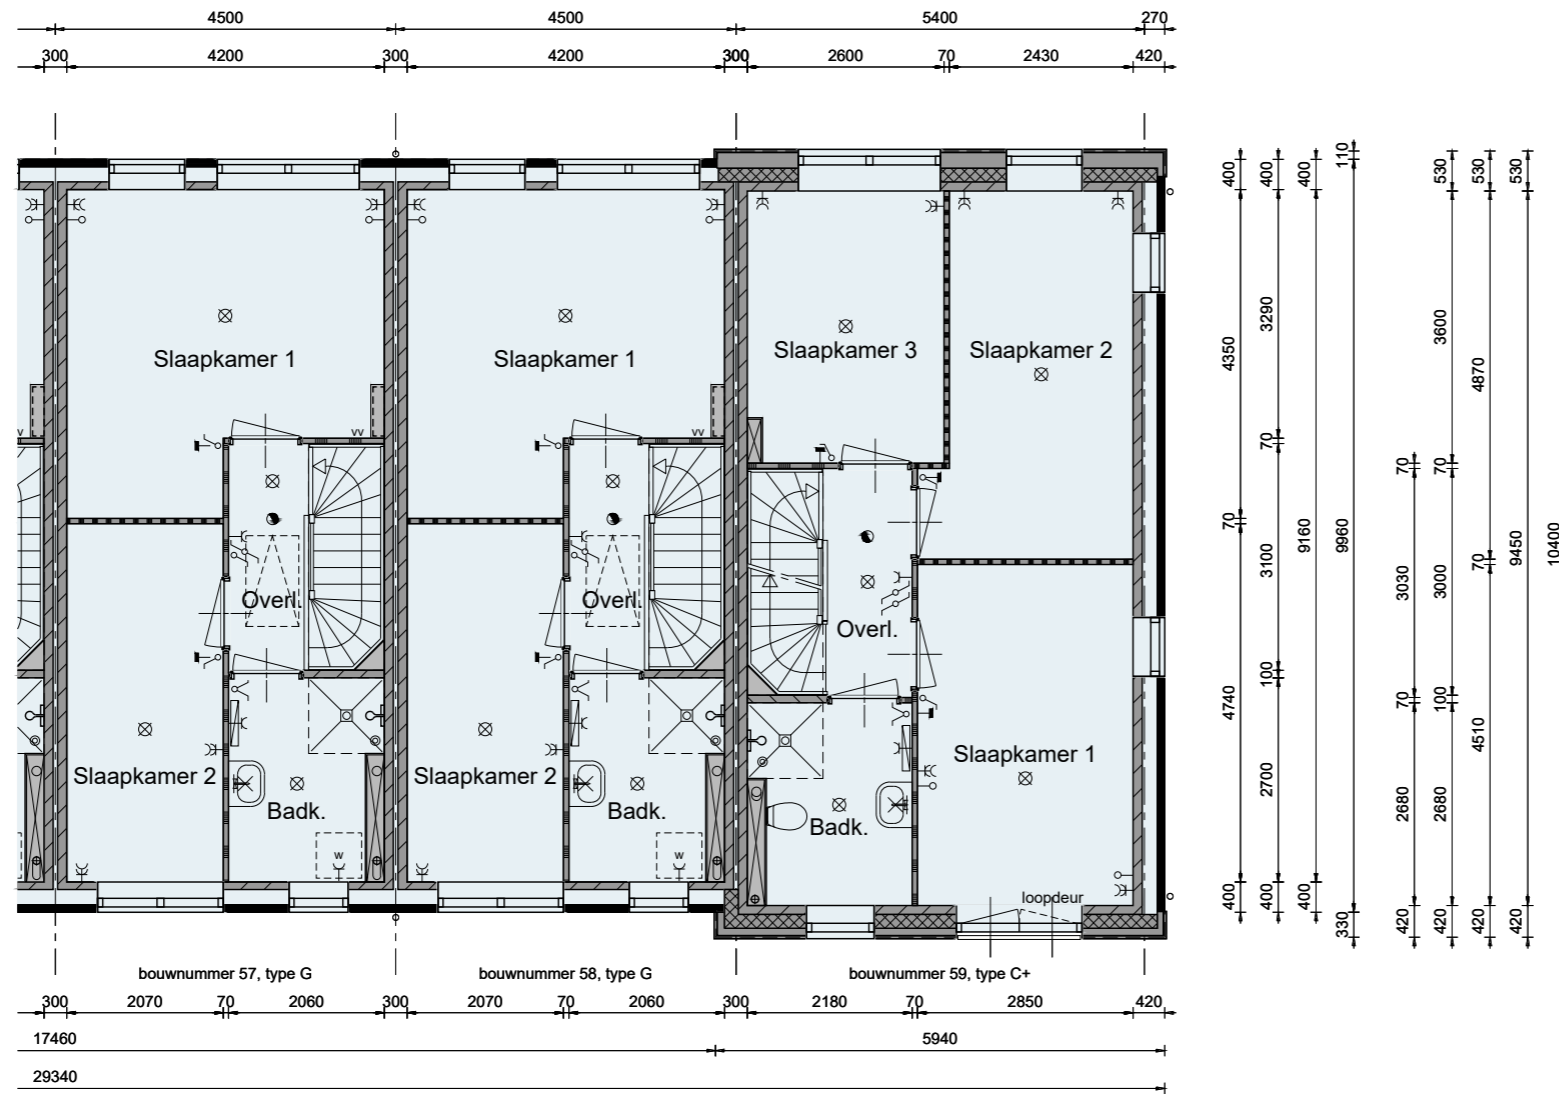 4500 4500 5400 270
300 4200 300 4200 300 2600 70 2430 420
400 400 400 110 530 530 530
Slaapkamer 1 Slaapkamer 1 Slaapkamer 3 Slaapkamer 2
4350 3290 3600 4870
v vv vv
70 70 70
70 3100 9160 9960 3030 3000 70 9450 10400
Overl. Overl. Overl.
4740 100 70 100 4510
Slaapkamer 2 Slaapkamer 2 Slaapkamer 1
2700 2680 2680
Badk. Badk. Badk.
w w
loopdeur
400 400 400 330 420 420 420 420
bouwnummer 57, type G bouwnummer 58, type G bouwnummer 59, type C+
300 2070 70 2060 300 2070 70 2060 300 2180 70 2850 420
17460 5940
29340